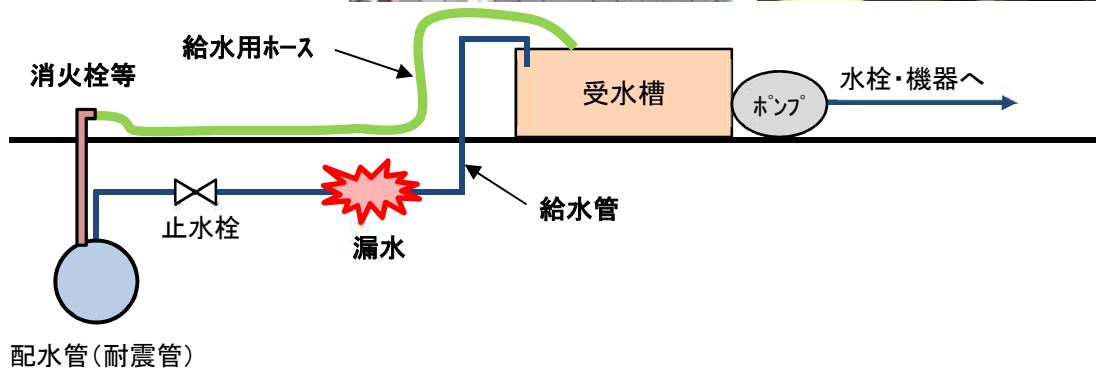 給水用ホース
消火栓等
受水槽
ポンプ
水栓・機器へ
止水栓
給水管
漏水
配水管(耐震管)